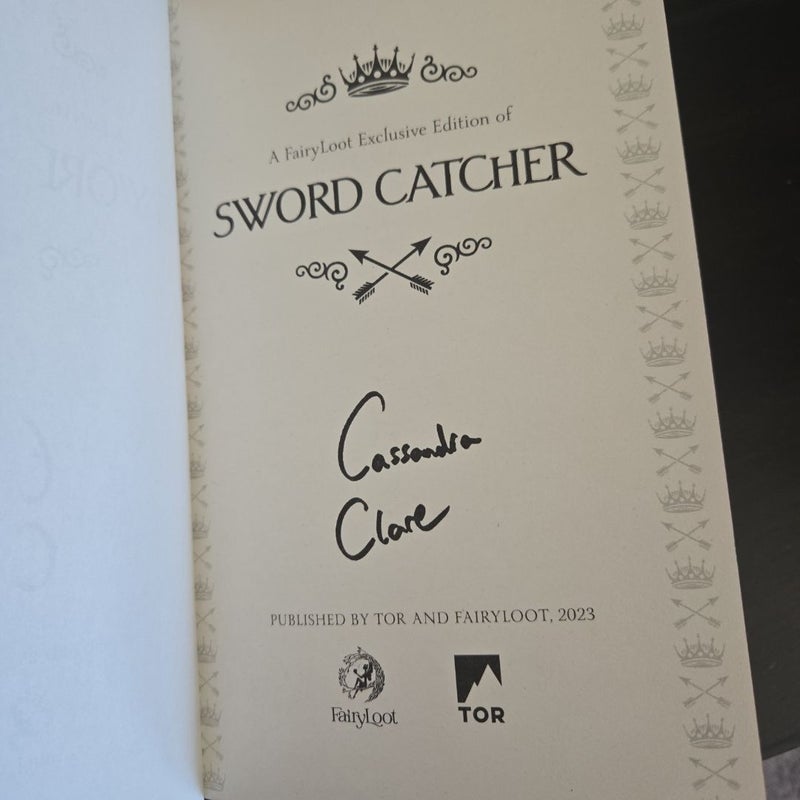 A FairyLoot Exclusive Edition of
SWORD CATCHER
Cassandra
Clare
PUBLISHED BY TOR AND FAIRYLOOT, 2023
FairyLoot
TOR